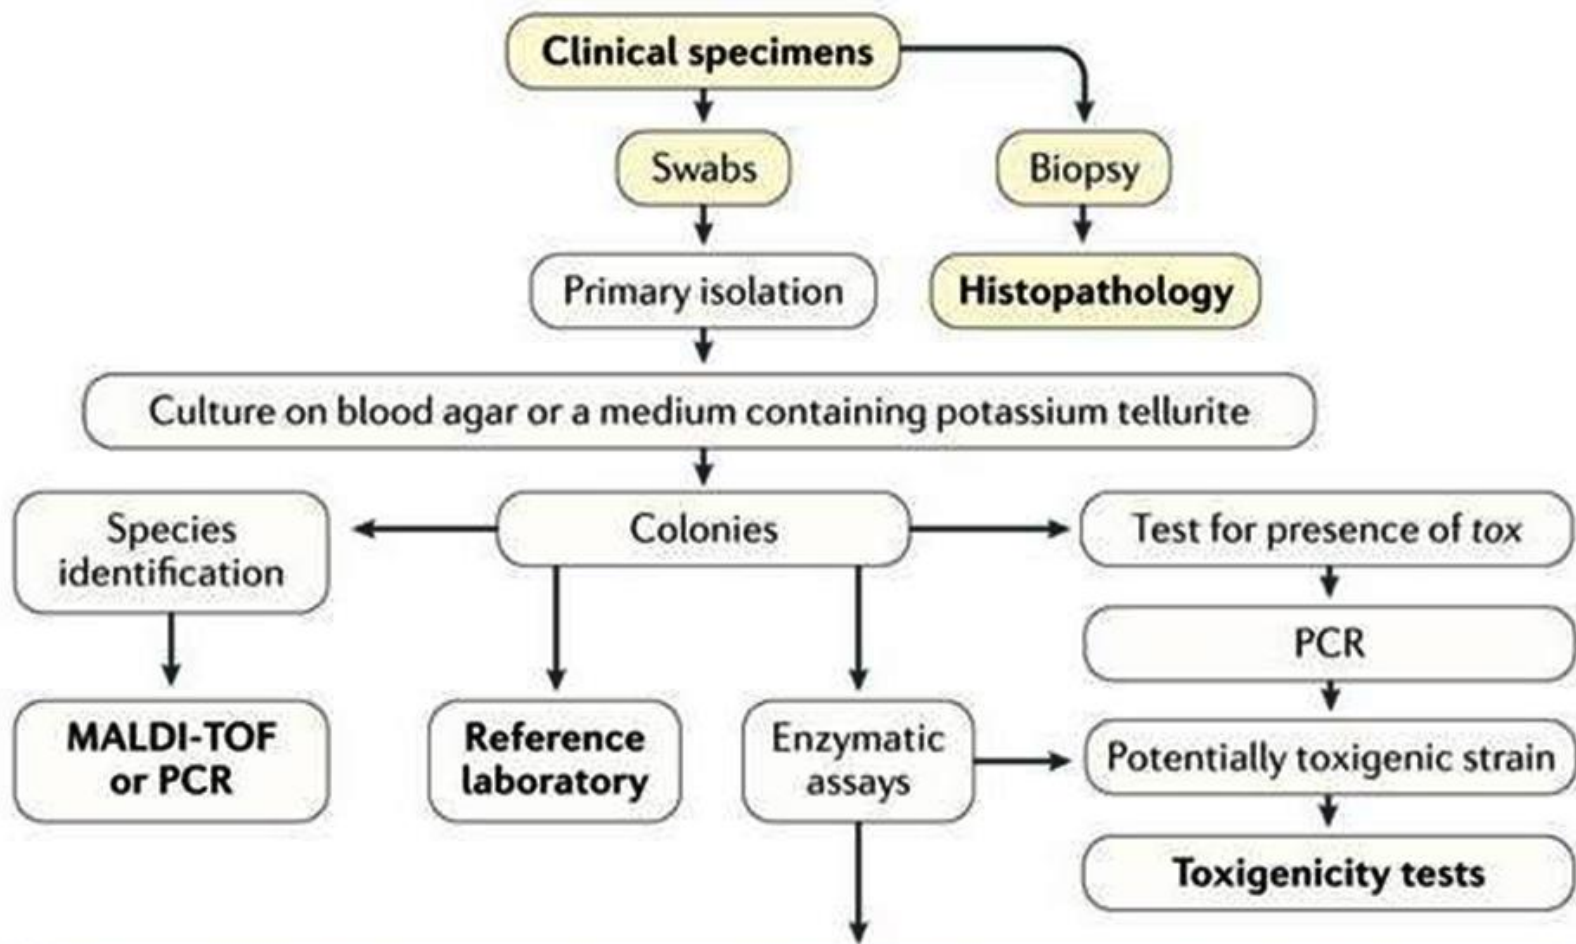 Clinical specimens
Swabs
Biopsy
Primary isolation
Histopathology
Culture on blood agar or a medium containing potassium tellurite
Species
identification
Colonies
Test for presence of tox
PCR
MALDI-TOF
or PCR
Reference
laboratory
Enzymatic
assays
Potentially toxigenic strain
Toxigenicity tests